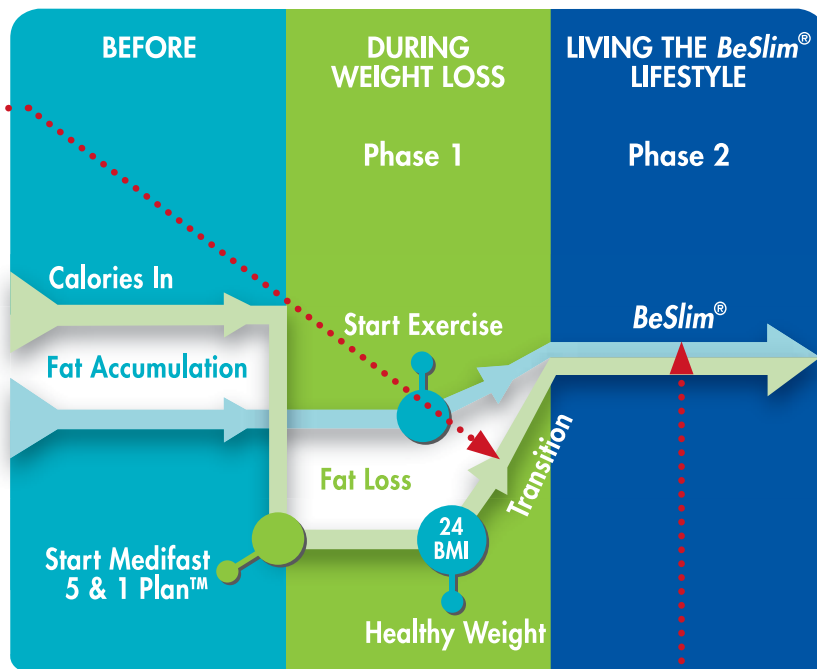 BEFORE
DURING
WEIGHT LOSS
LIVING THE BeSlim®
LIFESTYLE
Phase 1
Phase 2
Calories In
Start Exercise
BeSlim®
Fat Accumulation
Fat Loss
Transition
24
BMI
Start Medifast
5 & 1 Plan™
Healthy Weight